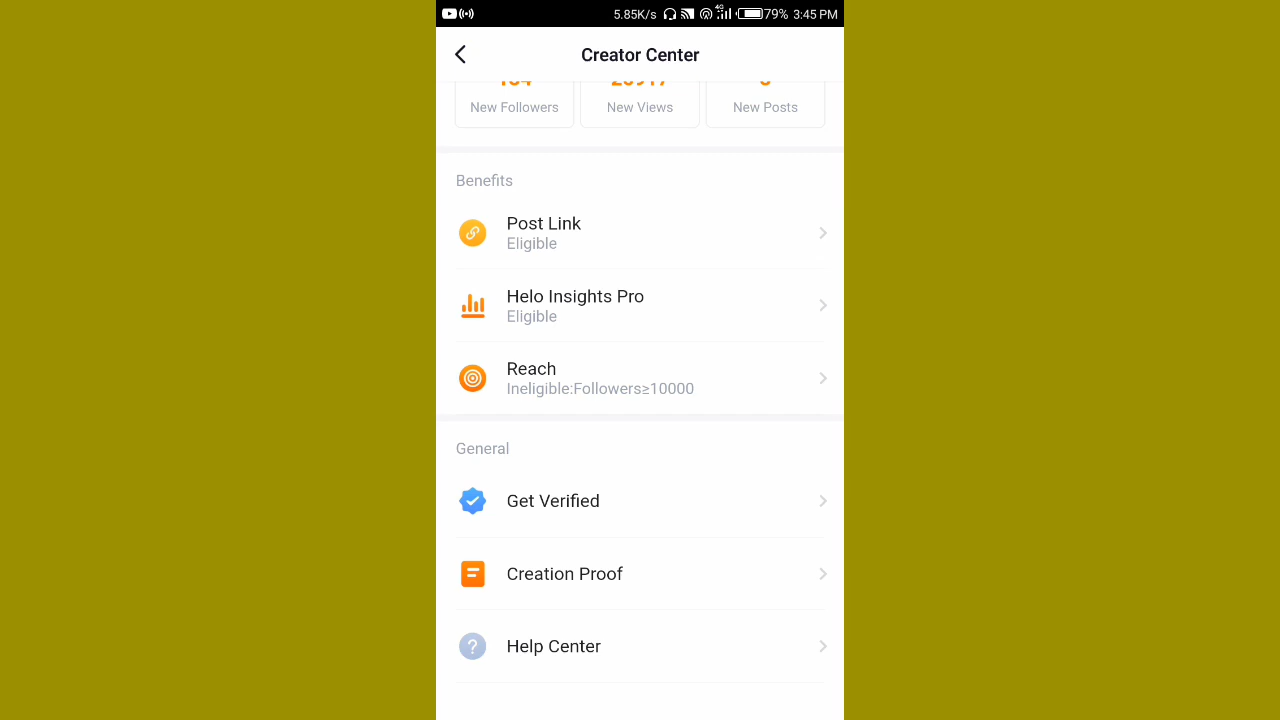 5.85K/s 4G 79% 3:45 PM
Creator Center
New Followers New Views New Posts
Benefits
Post Link
Eligible
Helo Insights Pro
Eligible
Reach
Ineligible:Followers≥10000
General
Get Verified
Creation Proof
Help Center